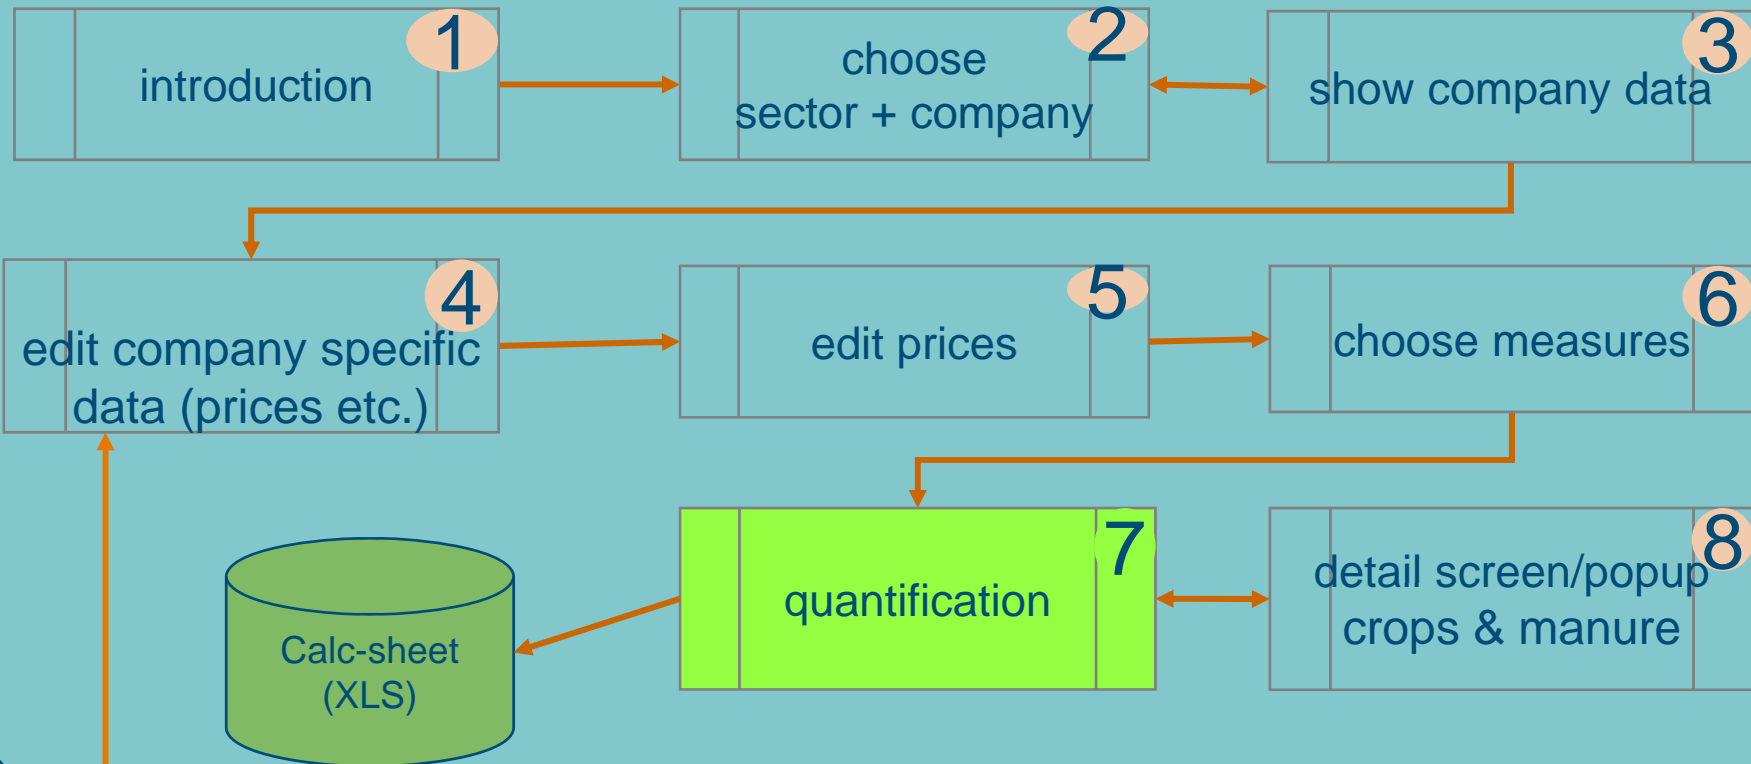 1
introduction
2
choose
sector + company
3
show company data
4
edit company specific
data (prices etc.)
5
edit prices
6
choose measures
7
quantification
8
detail screen/popup
crops & manure
Calc-sheet
(XLS)